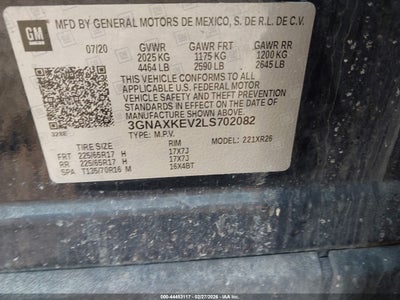 GM
MFD BY GENERAL MOTORS DE MEXICO, S. DE R.L. DE C.V.
07/20 GVWR GAWR FRT GAWR RR
2025 KG 1175 KG 1200 KG
4464 LB 2590 LB 2645 LB
THIS VEHICLE CONFORMS TO ALL
APPLICABLE U.S. FEDERAL MOTOR
VEHICLE SAFETY AND THEFT PREVENTION
STANDARDS IN EFFECT ON THE DATE OF
MANUFACTURE SHOWN ABOVE.
3GNAXKEV2LS702082
TYPE: M.P.V. MODEL: 221XR26
TIRE SIZE RIM
FRT 225/65R17 H 17X7J
RR 225/65R17 H 17X7J
SPA T135/70R16 M 16X4BT
Stock No: 44453117 - 02/27/2026 - IAA Inc.